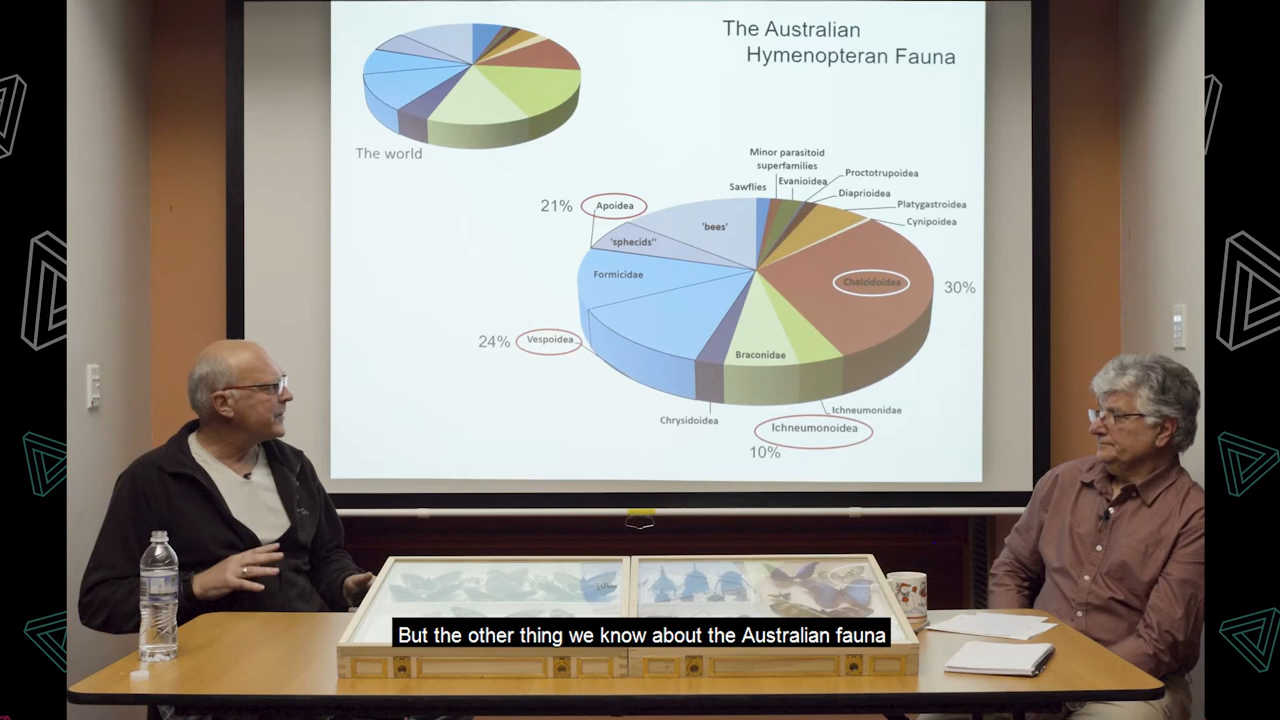 The Australian
Hymenopteran Fauna
The world
Minor parasitoid
superfamilies
Proctotrupoidea
Sawflies
Evanioidea
Diaprioidea
21%
Apoidea
Platygastroidea
Cynipoidea
'bees'
'sphecids"
Formicidae
Chalcidoidea
30%
24%
Vespoidea
Braconidae
Chrysidoidea
Ichneumonidae
Ichneumonoidea
10%
But the other thing we know about the Australian fauna